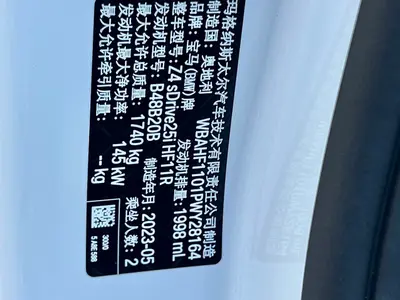 玛格纳斯太尔汽车技术有限公司制造
制造国：奥地利 WBAHF1101PWY28164
品牌：宝马(BMW)牌
整车型号：Z4 sDrive25i HF11R
发动机型号：B48B20B 发动机排量：1998 mL
最大允许总质量：1740 kg 制造年月：2023-05
发动机最大净功率：145 kW 乘坐人数：2
最大允许牵引质量：-- kg